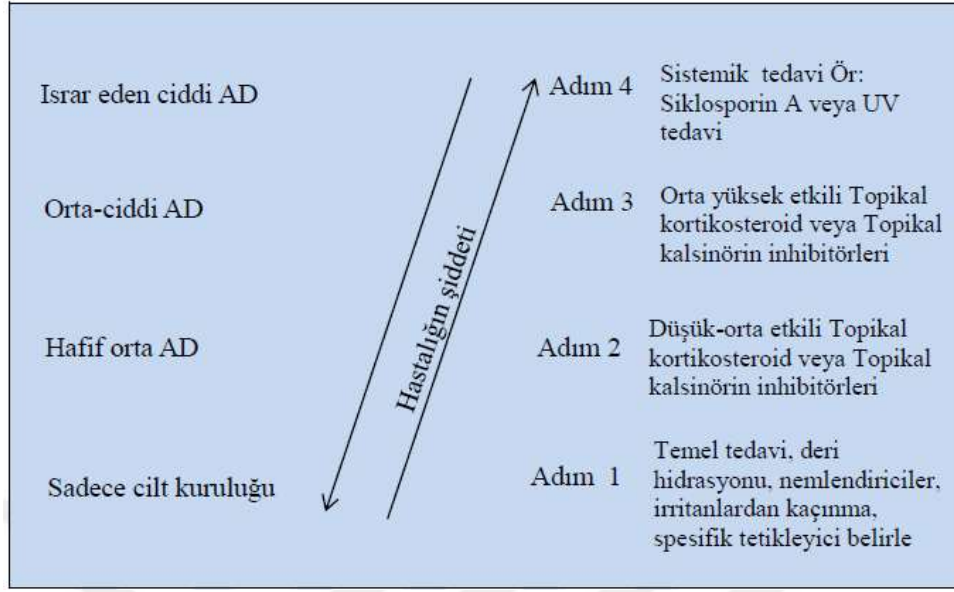 Israr eden ciddi AD
Adım 4
Sistemik tedavi Ör:
Siklosporin A veya UV
tedavi
Orta-ciddi AD
Adım 3
Orta yüksek etkili Topikal
kortikosteroid veya Topikal
kalsinörin inhibitörleri
Hastalığın şiddeti
Hafif orta AD
Adım 2
Düşük-orta etkili Topikal
kortikosteroid veya Topikal
kalsinörin inhibitörleri
Sadece cilt kuruluğu
Adım 1
Temel tedavi, deri
hidrasyonu, nemlendiriciler,
irritanlardan kaçınma,
spesifik tetikleyici belirle